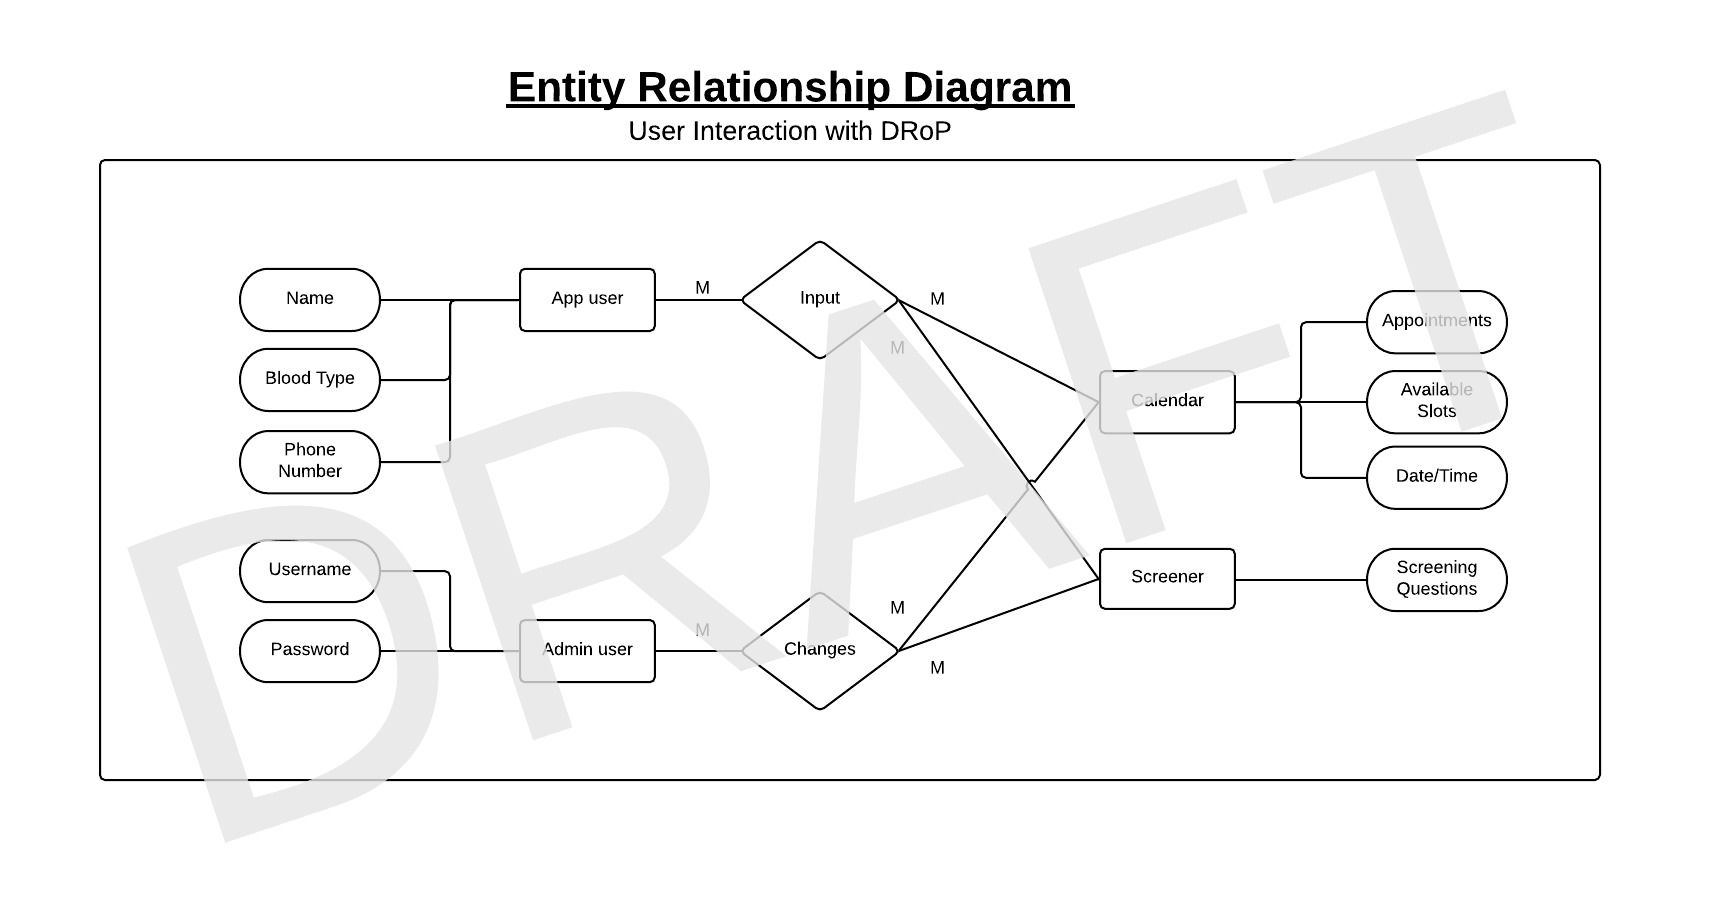 Entity Relationship Diagram
User Interaction with DRoP
Name
App user
M
Input
M
M
Blood Type
Phone
Number
Calendar
Appointments
Available
Slots
Date/Time
Username
Password
Admin user
M
Changes
M
M
Screener
Screening
Questions
DRAFT